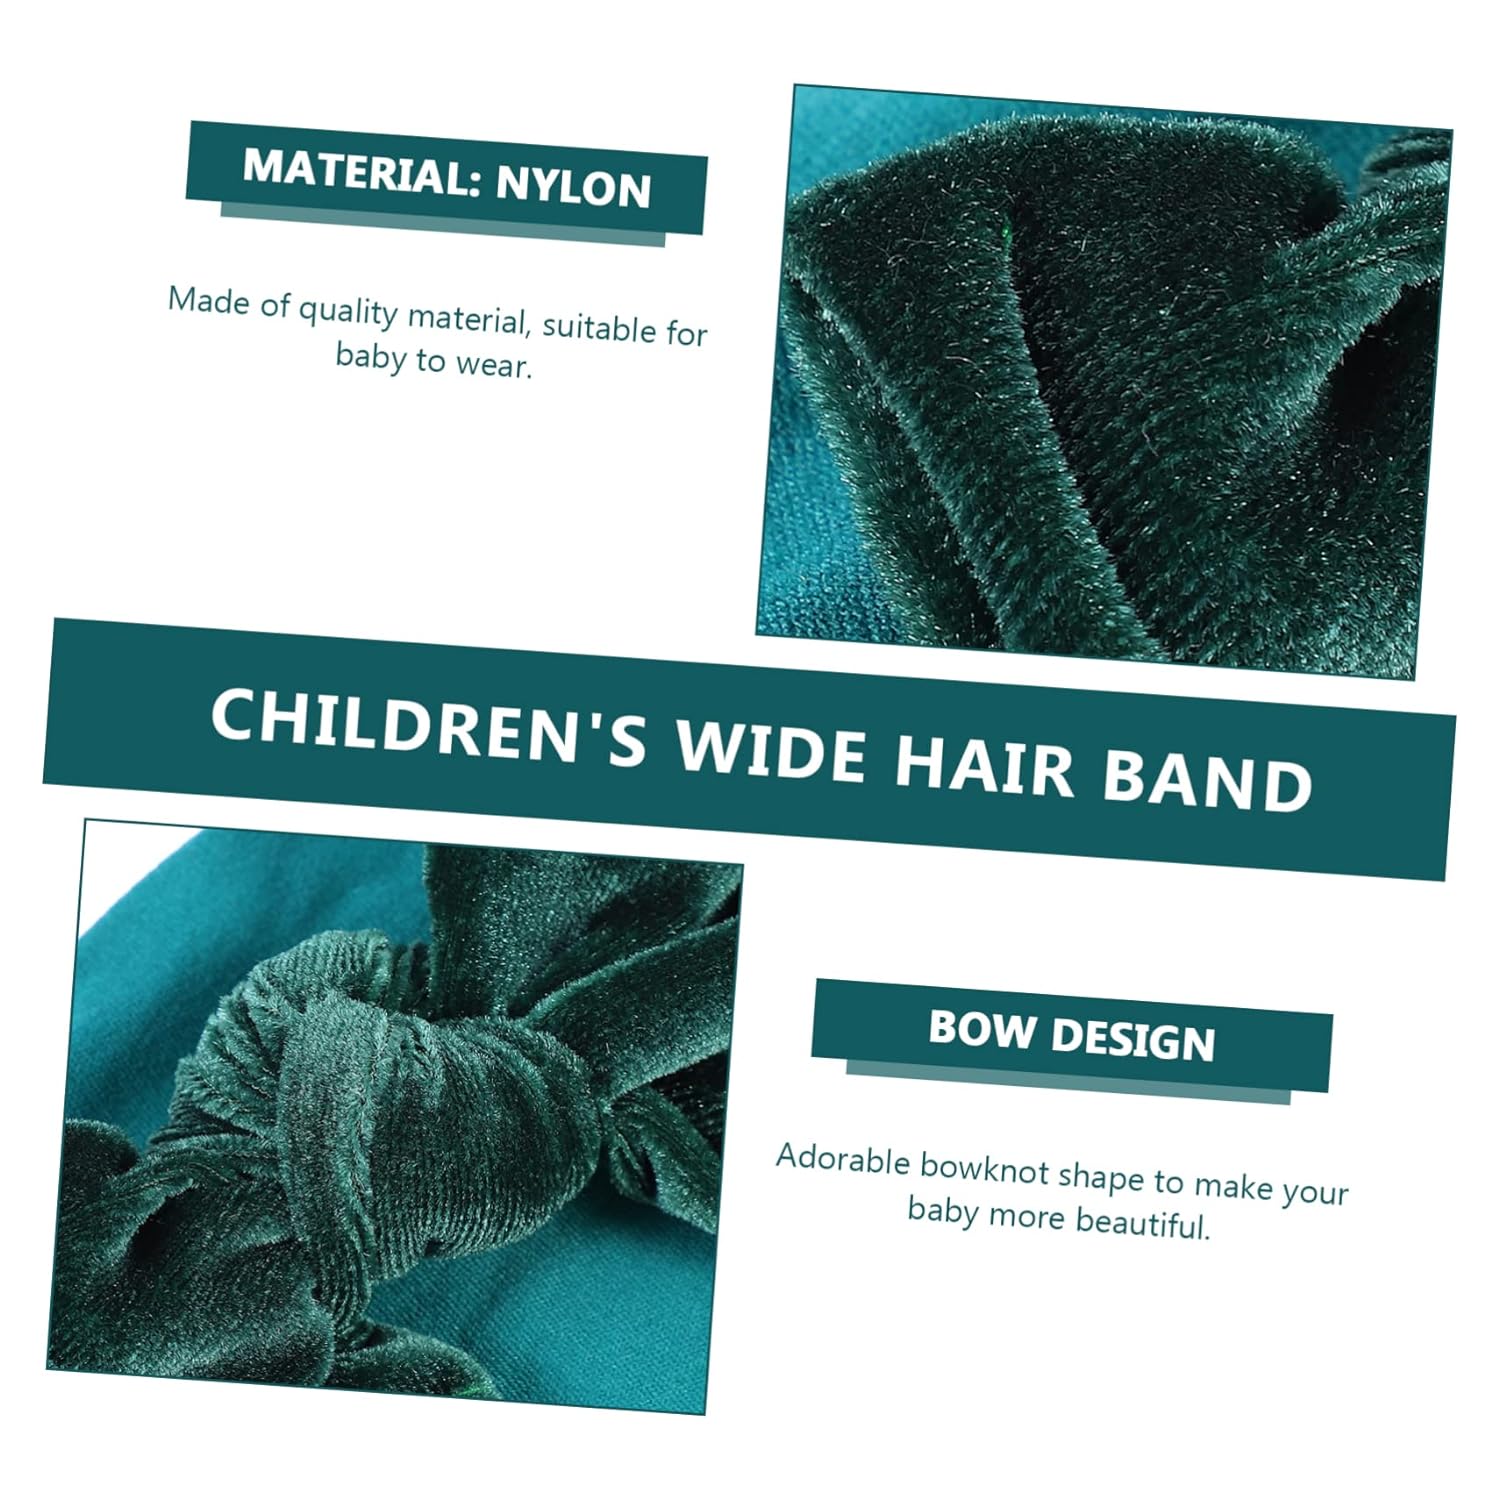 MATERIAL: NYLON
Made of quality material, suitable for
baby to wear.
CHILDREN'S WIDE HAIR BAND
BOW DESIGN
Adorable bowknot shape to make your
baby more beautiful.